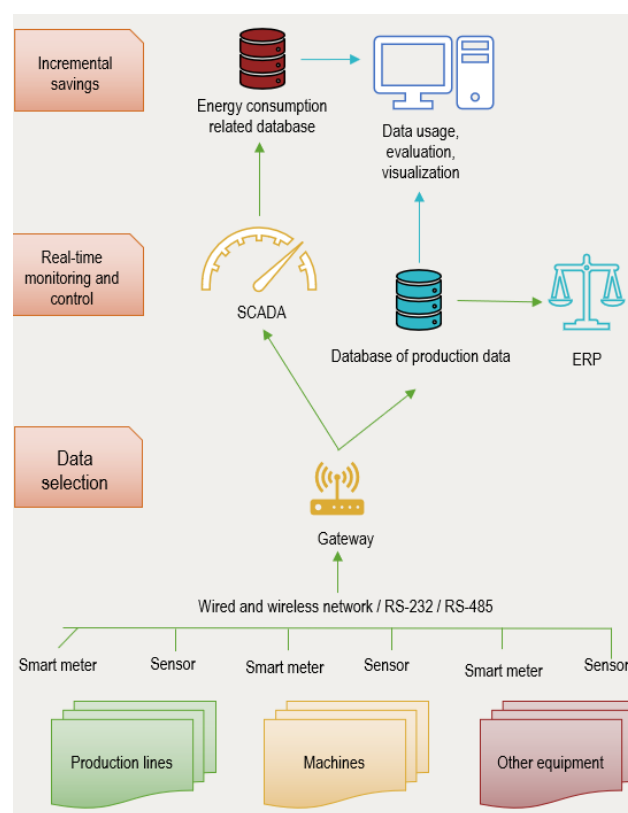 Incremental
savings
Energy consumption
related database
Data usage,
evaluation,
visualization
Real-time
monitoring and
control
SCADA
Database of production data
ERP
Data
selection
Gateway
Wired and wireless network / RS-232 / RS-485
Smart meter
Sensor
Smart meter
Sensor
Smart meter
Sensor
Production lines
Machines
Other equipment